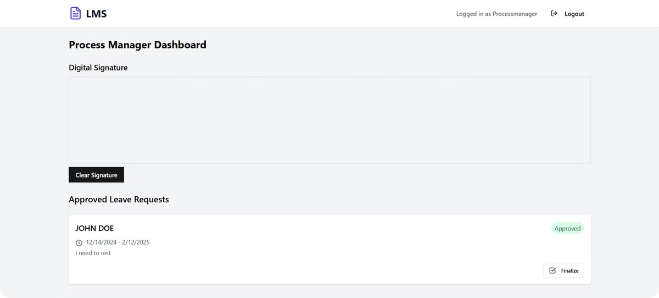 LMS
Logged in as Processmanager
Logout
Process Manager Dashboard
Digital Signature
Clear Signature
Approved Leave Requests
JOHN DOE
Approved
12/14/2024 - 2/12/2025
i need to rest
Finalize